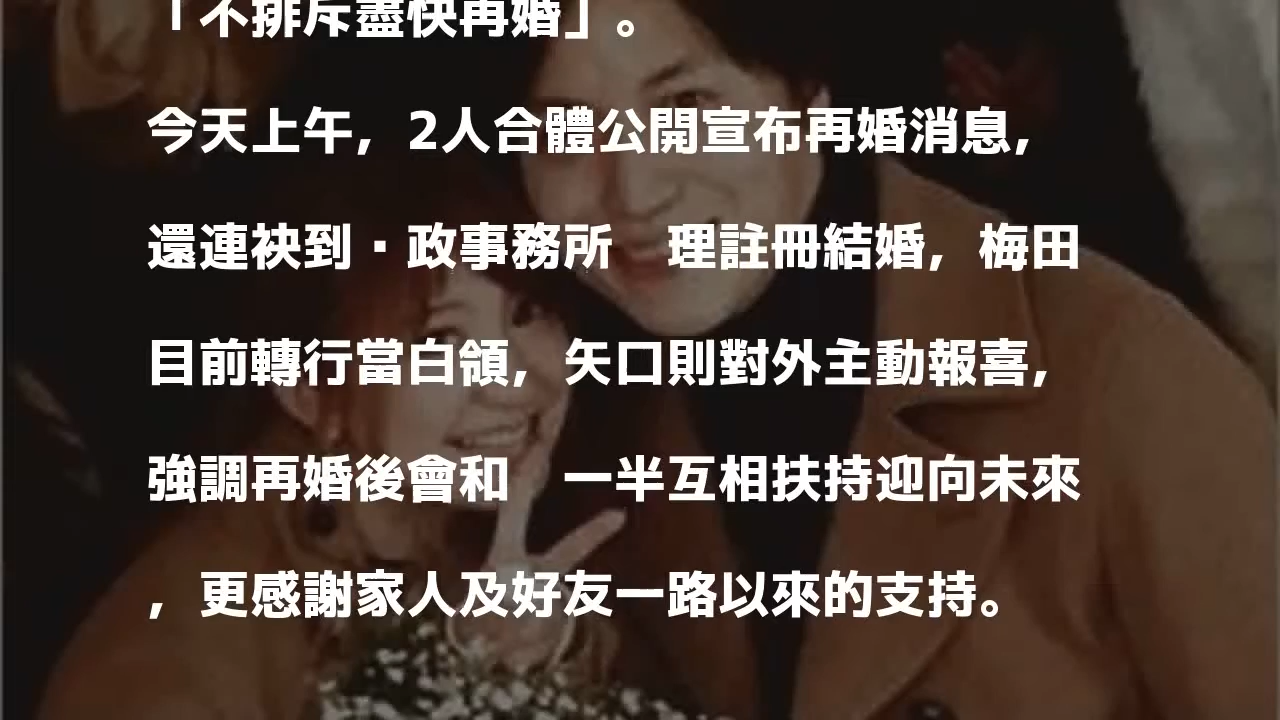 「不排斥盡快再婚」。
今天上午，2人合體公開宣布再婚消息，
還連袂到·政事務所　理註冊結婚，梅田
目前轉行當白領，矢口則對外主動報喜，
強調再婚後會和　一半互相扶持迎向未來
，更感謝家人及好友一路以來的支持。